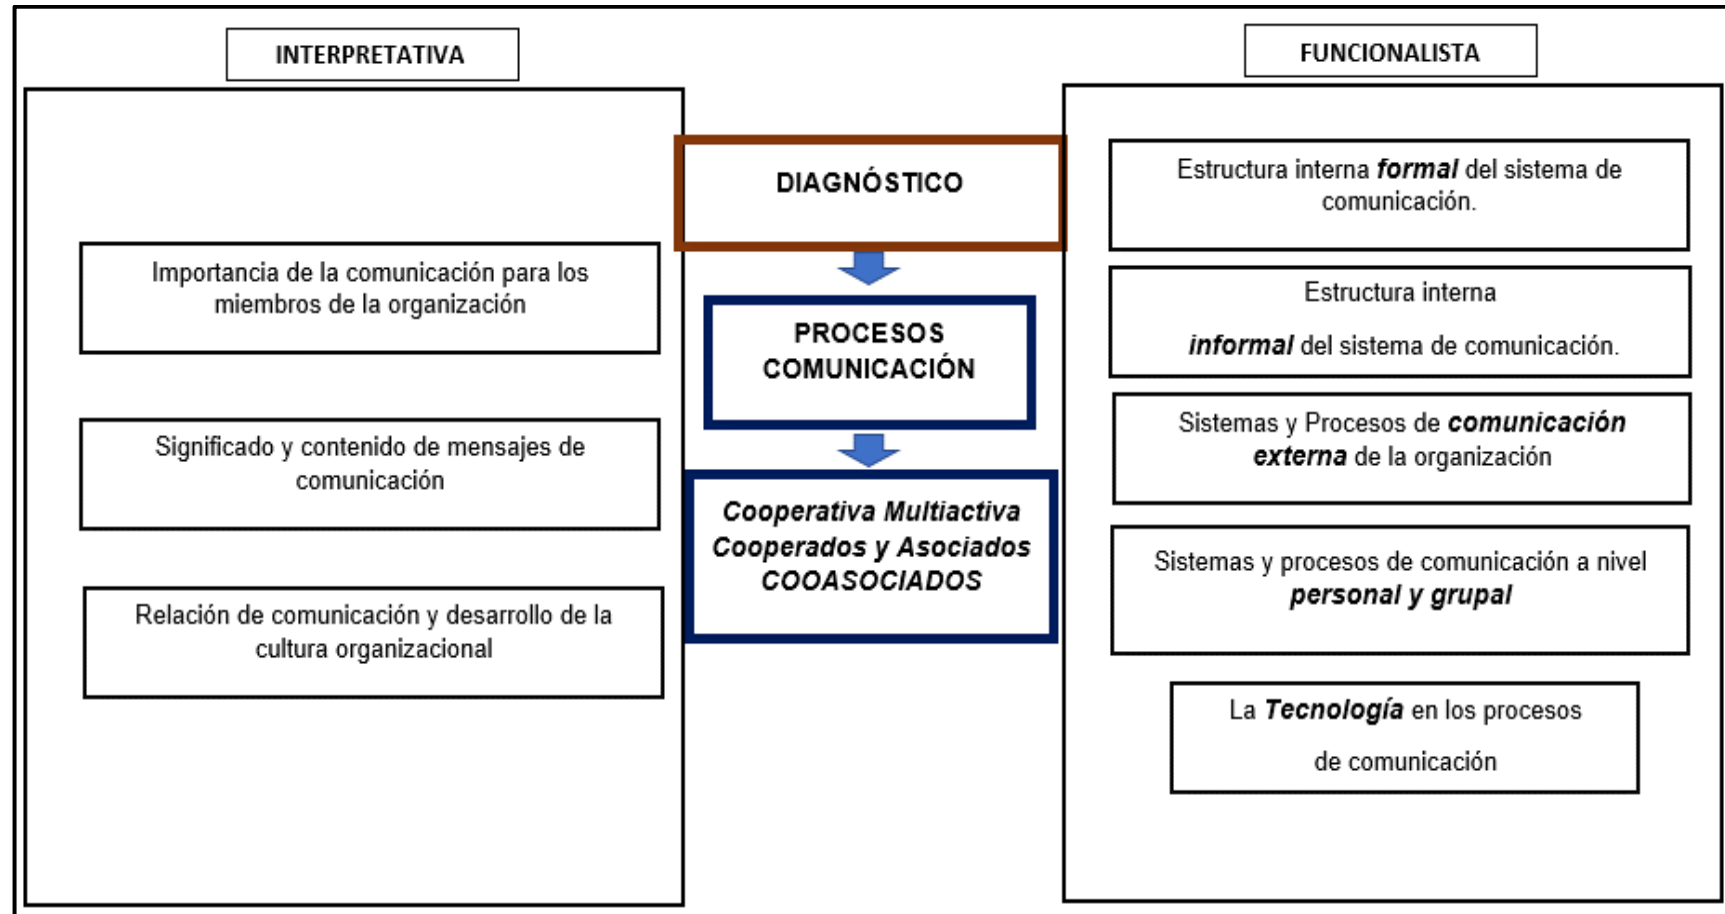 INTERPRETATIVA
Importancia de la comunicación para los
miembros de la organización
Significado y contenido de mensajes de
comunicación
Relación de comunicación y desarrollo de la
cultura organizacional
DIAGNÓSTICO
PROCESOS
COMUNICACIÓN
Cooperativa Multiactiva
Cooperados y Asociados
COOASOCIADOS
FUNCIONALISTA
Estructura interna formal del sistema de
comunicación.
Estructura interna
informal del sistema de comunicación.
Sistemas y Procesos de comunicación
externa de la organización
Sistemas y procesos de comunicación a nivel
personal y grupal
La Tecnología en los procesos
de comunicación